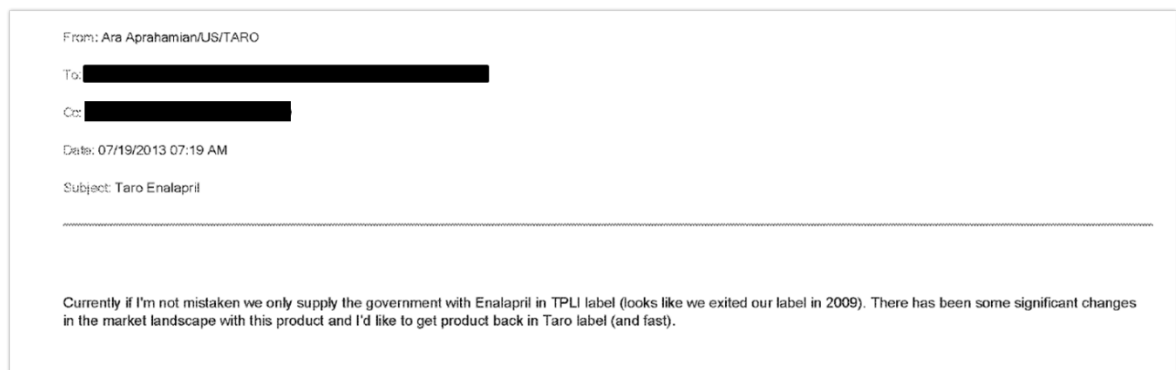 From: Ara Aprahamian/US/TARO
To:
Cc:
Date: 07/19/2013 07:19 AM
Subject: Taro Enalapril
Currently if I'm not mistaken we only supply the government with Enalapril in TPLI label (looks like we exited our label in 2009). There has been some significant changes
in the market landscape with this product and I'd like to get product back in Taro label (and fast).